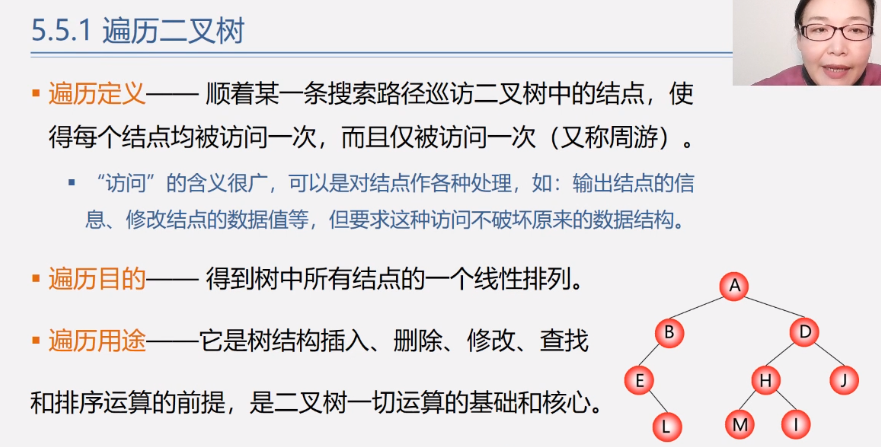 5.5.1 遍历二叉树
遍历定义—— 顺着某一条搜索路径巡访二叉树中的结点，使
得每个结点均被访问一次，而且仅被访问一次（又称周游）。
“访问”的含义很广，可以是对结点作各种处理，如：输出结点的信
息、修改结点的数据值等，但要求这种访问不破坏原来的数据结构。
遍历目的—— 得到树中所有结点的一个线性排列。
遍历用途——它是树结构插入、删除、修改、查找
和排序运算的前提，是二叉树一切运算的基础和核心。
A
B D
E H J
L M I